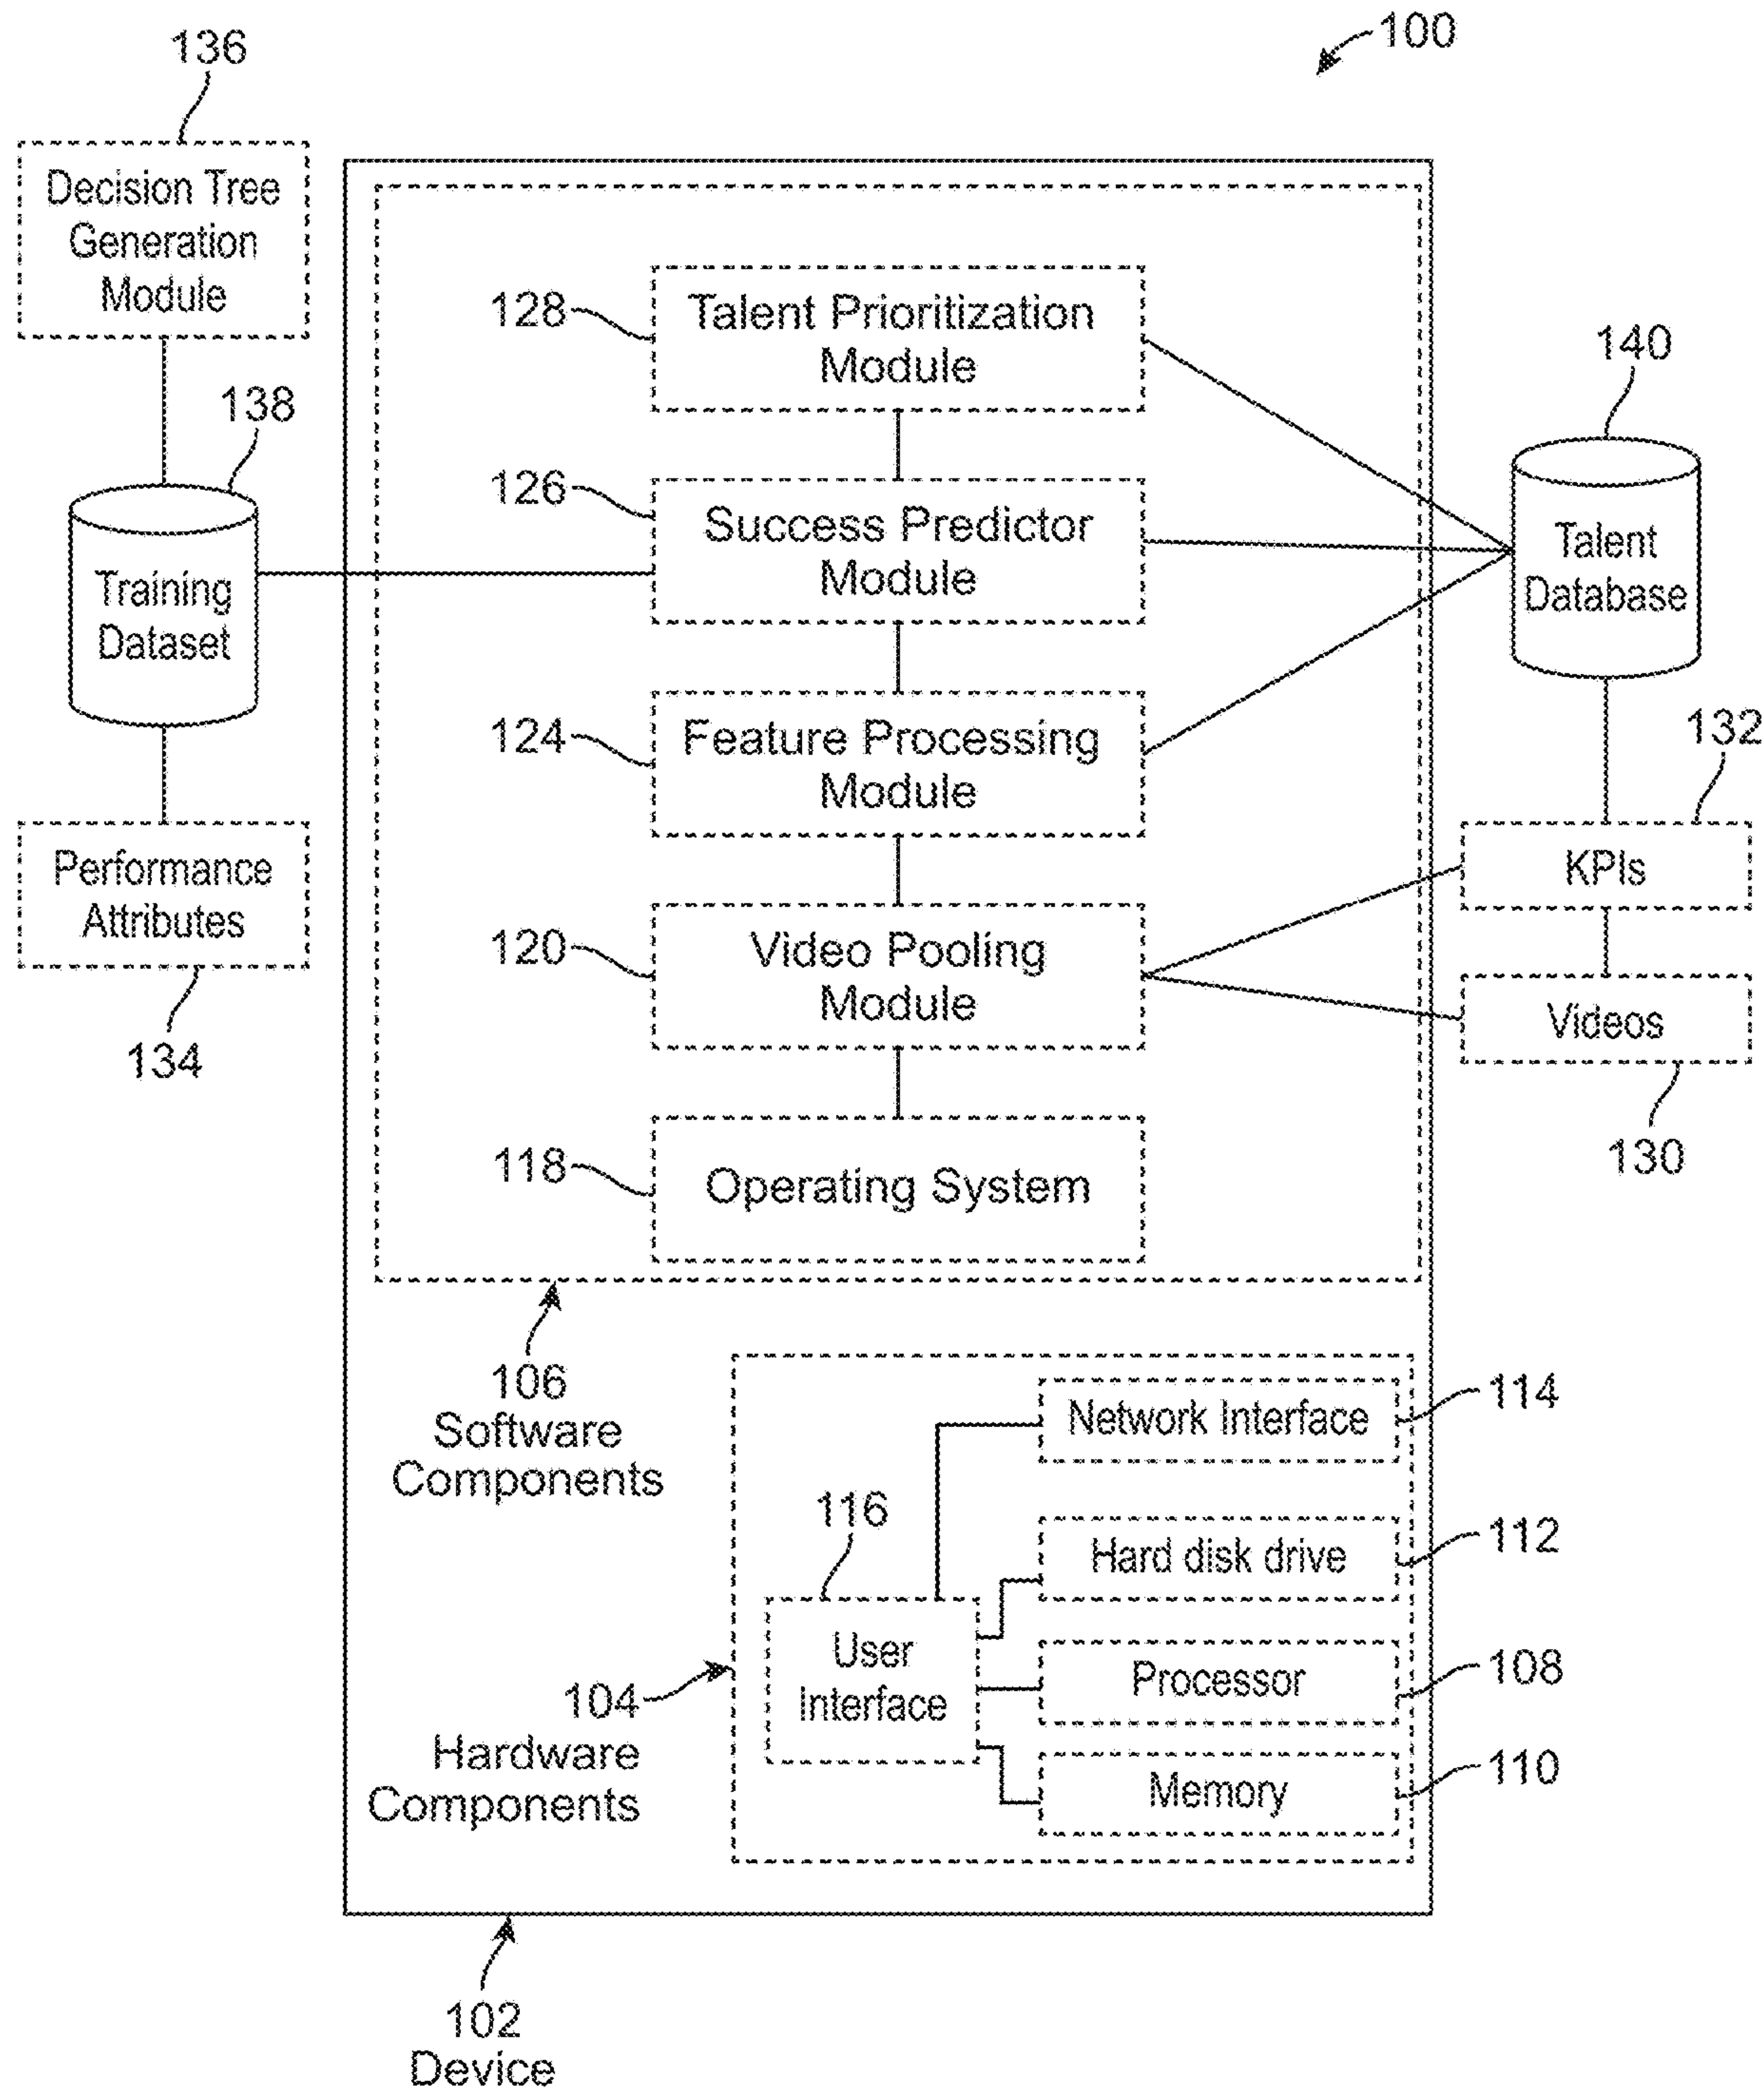 100
136
Decision Tree
Generation
Module
138
Training
Dataset
Performance
Attributes
134
128
Talent Prioritization
Module
126
Success Predictor
Module
124
Feature Processing
Module
120
Video Pooling
Module
118
Operating System
140
Talent
Database
132
KPIs
Videos
130
106
Software
Components
114
Network Interface
112
Hard disk drive
116
User
Interface
108
Processor
110
Memory
104
Hardware
Components
102
Device